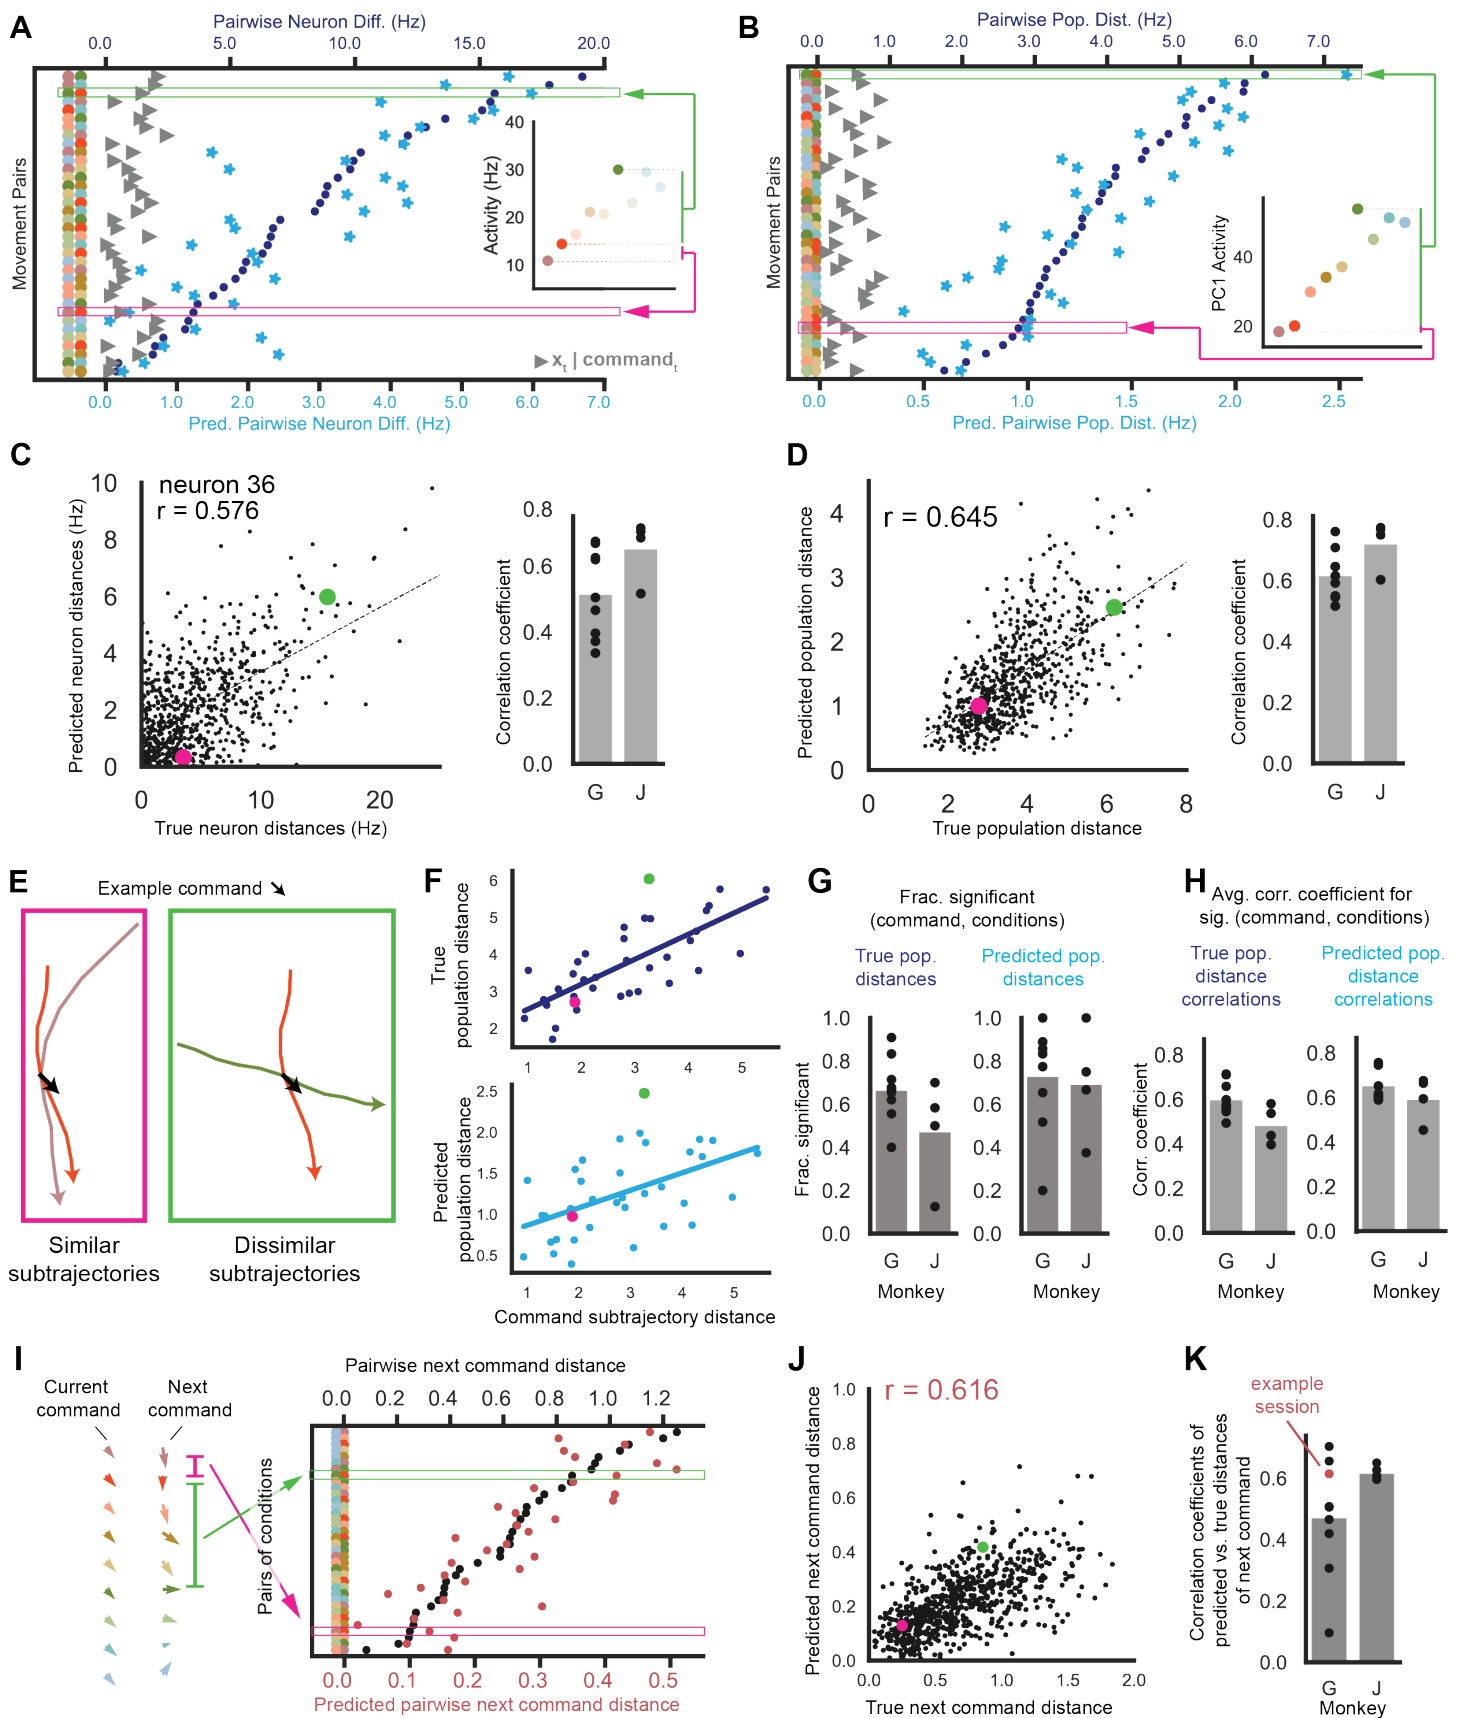 A
Pairwise Neuron Diff. (Hz)
0.0 5.0 10.0 15.0 20.0
Movement Pairs
40
30
20
10
Activity (Hz)
xt | commandt
0.0 1.0 2.0 3.0 4.0 5.0 6.0 7.0
Pred. Pairwise Neuron Diff. (Hz)
B
Pairwise Pop. Dist. (Hz)
0.0 1.0 2.0 3.0 4.0 5.0 6.0 7.0
Movement Pairs
PC1 Activity
40
20
0.0 0.5 1.0 1.5 2.0 2.5
Pred. Pairwise Pop. Dist. (Hz)
C
neuron 36
r = 0.576
Predicted neuron distances (Hz)
10
8
6
4
2
0
0 10 20
True neuron distances (Hz)
Correlation coefficient
0.8
0.6
0.4
0.2
0.0
G J
D
r = 0.645
Predicted population distance
4
3
2
1
0
0 2 4 6 8
True population distance
Correlation coefficient
0.8
0.6
0.4
0.2
0.0
G J
E
Example command
Similar
subtrajectories
Dissimilar
subtrajectories
F
True
population distance
6
5
4
3
2
1 2 3 4 5
Predicted
population distance
2.5
2.0
1.5
1.0
0.5
1 2 3 4 5
Command subtrajectory distance
G
Frac. significant
(command, conditions)
True pop.
distances
Predicted pop.
distances
Frac. significant
1.0
0.8
0.6
0.4
0.2
0.0
G J
Monkey
1.0
0.8
0.6
0.4
0.2
0.0
G J
Monkey
H
Avg. corr. coefficient for
sig. (command, conditions)
True pop.
distance
correlations
Predicted pop.
distance
correlations
Corr. coefficient
0.8
0.6
0.4
0.2
0.0
G J
Monkey
0.8
0.6
0.4
0.2
0.0
G J
Monkey
I
Current
command
Next
command
Pairwise next command distance
0.0 0.2 0.4 0.6 0.8 1.0 1.2
Pairs of conditions
0.0 0.1 0.2 0.3 0.4 0.5
Predicted pairwise next command distance
J
r = 0.616
Predicted next command distance
1.0
0.8
0.6
0.4
0.2
0.0
0.0 0.5 1.0 1.5 2.0
True next command distance
K
example
session
Correlation coefficients of
predicted vs. true distances
of next command
0.6
0.4
0.2
0.0
G J
Monkey